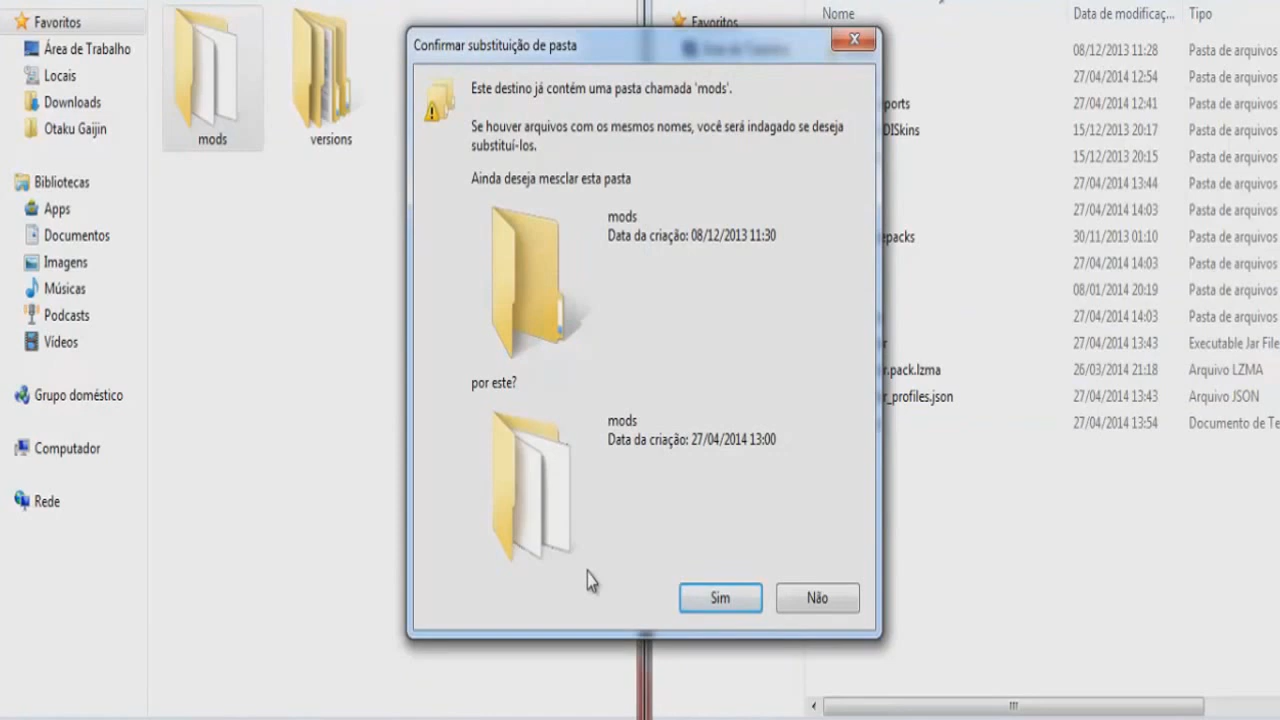 Favoritos
Área de Trabalho
Locais
Downloads
Otaku Gaijin
Bibliotecas
Apps
Documentos
Imagens
Músicas
Podcasts
Vídeos
Grupo doméstico
Computador
Rede
mods
versions
Confirmar substituição de pasta
Este destino já contém uma pasta chamada 'mods'.
Se houver arquivos com os mesmos nomes, você será indagado se deseja
substituí-los.
Ainda deseja mesclar esta pasta
mods
Data da criação: 08/12/2013 11:30
por este?
mods
Data da criação: 27/04/2014 13:00
Sim
Não
Favoritos
Nome
Data de modificaç...
Tipo
08/12/2013 11:28
Pasta de arquivos
27/04/2014 12:54
Pasta de arquivos
ports
27/04/2014 12:41
Pasta de arquivos
DISkins
15/12/2013 20:17
Pasta de arquivos
15/12/2013 20:15
Pasta de arquivos
27/04/2014 13:44
Pasta de arquivos
27/04/2014 14:03
Pasta de arquivos
epacks
30/11/2013 01:10
Pasta de arquivos
27/04/2014 14:03
Pasta de arquivos
08/01/2014 20:19
Pasta de arquivos
27/04/2014 14:03
Pasta de arquivos
r
27/04/2014 13:43
Executable Jar File
r.pack.lzma
26/03/2014 21:18
Arquivo LZMA
r_profiles.json
27/04/2014 13:43
Arquivo JSON
27/04/2014 13:54
Documento de Te